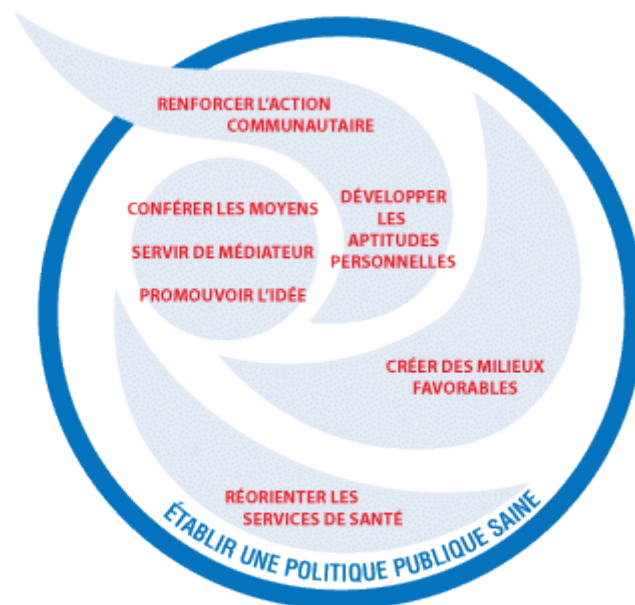 RENFORCER L'ACTION
COMMUNAUTAIRE
CONFÉRER LES MOYENS
SERVIR DE MÉDIATEUR
PROMOUVOIR L'IDÉE
DÉVELOPPER
LES
APTITUDES
PERSONNELLES
CRÉER DES MILIEUX
FAVORABLES
RÉORIENTER LES
SERVICES DE SANTÉ
ÉTABLIR UNE POLITIQUE PUBLIQUE SAINE